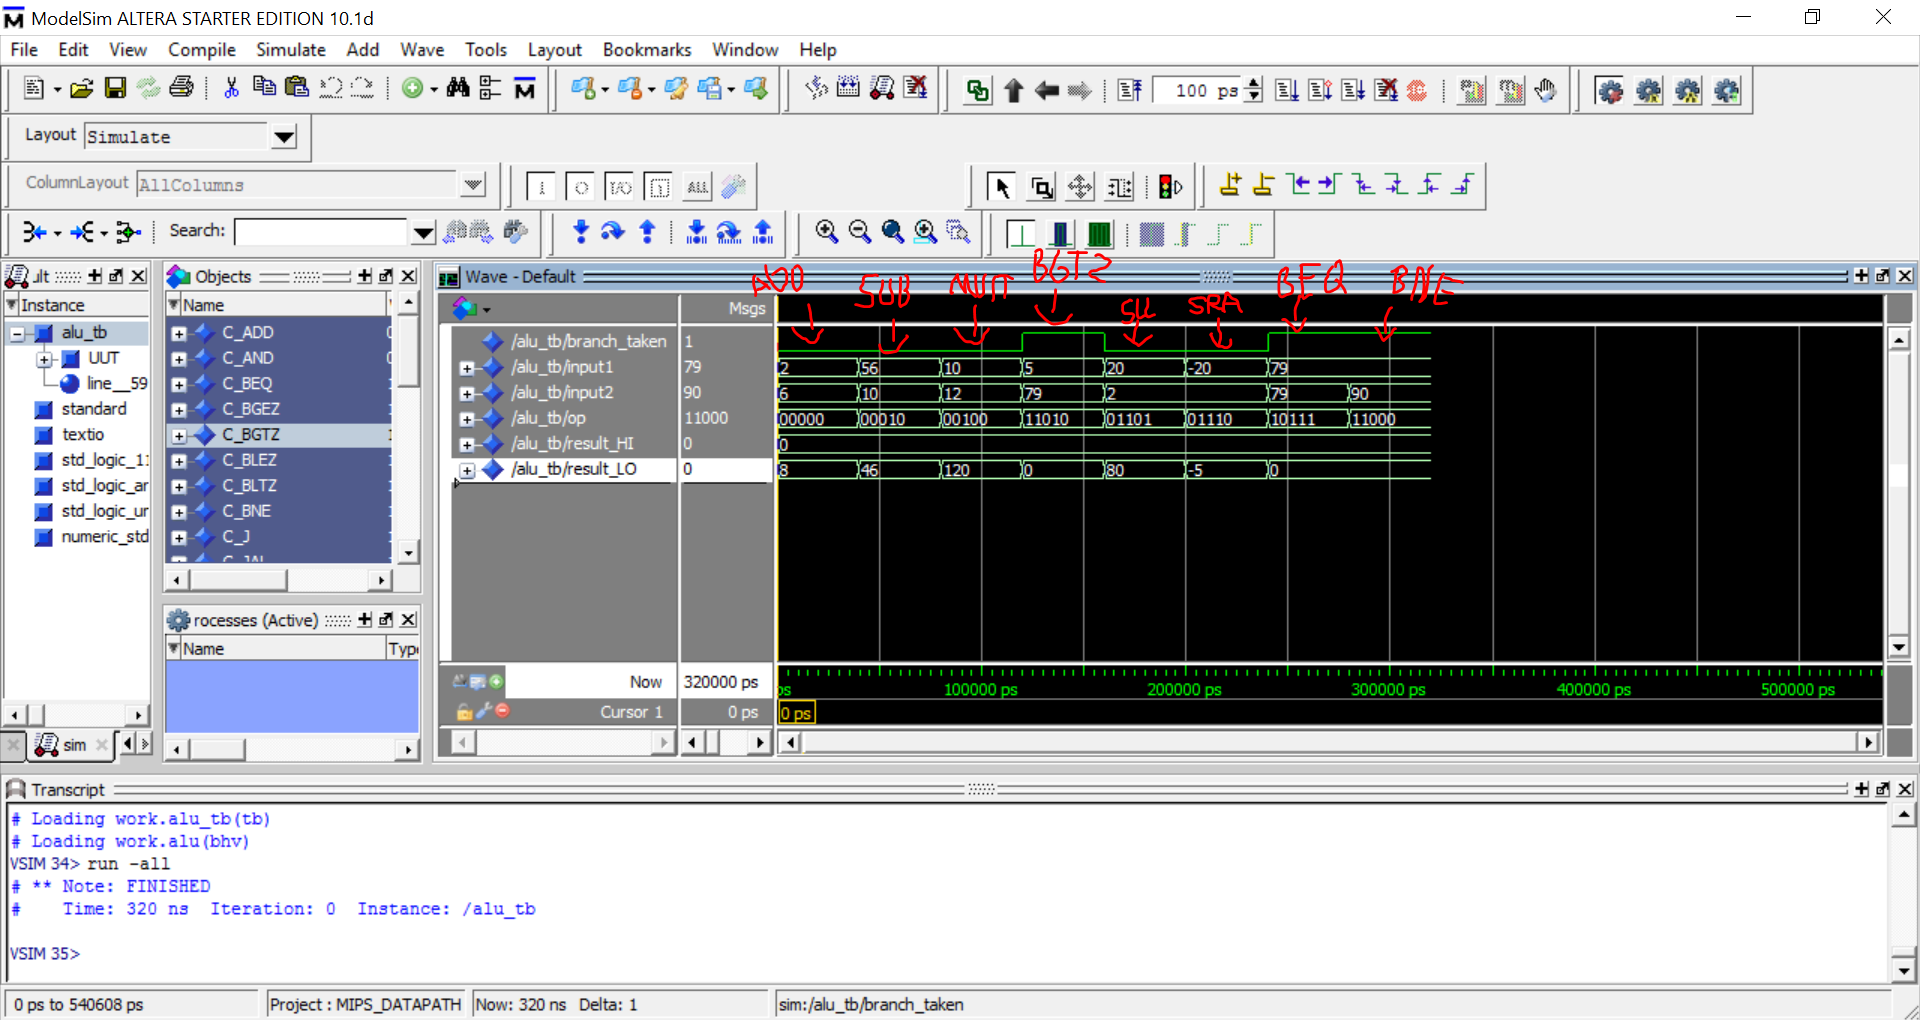 ModelSim ALTERA STARTER EDITION 10.1d
File Edit View Compile Simulate Add Wave Tools Layout Bookmarks Window Help
100 ps
Layout Simulate
ColumnLayout AllColumns
ALL
Search:
ult
Instance
alu_tb
UUT
line__59
standard
textio
std_logic_11
std_logic_ar
std_logic_ur
numeric_std
sim
Objects
Name
C_ADD
C_AND
C_BEQ
C_BGEZ
C_BGTZ
C_BLEZ
C_BLTZ
C_BNE
C_J
C_JAL
rocesses (Active)
Name Type
Wave - Default
ADD SUB MULT BGTZ SLL SRA BEQ BNE
Msgs
/alu_tb/branch_taken 1
/alu_tb/input1 79 2 56 10 5 20 -20 79
/alu_tb/input2 90 6 10 12 79 2 79 90
/alu_tb/op 11000 00000 00010 00100 11010 01101 01110 10111 11000
/alu_tb/result_HI 0 0
/alu_tb/result_LO 0 8 46 120 0 80 -5 0
Now 320000 ps ps 100000 ps 200000 ps 300000 ps 400000 ps 500000 ps
Cursor 1 0 ps 0 ps
Transcript
# Loading work.alu_tb(tb)
# Loading work.alu(bhv)
VSIM 34> run -all
# ** Note: FINISHED
# Time: 320 ns Iteration: 0 Instance: /alu_tb
VSIM 35>
0 ps to 540608 ps Project : MIPS_DATAPATH Now: 320 ns Delta: 1 sim:/alu_tb/branch_taken